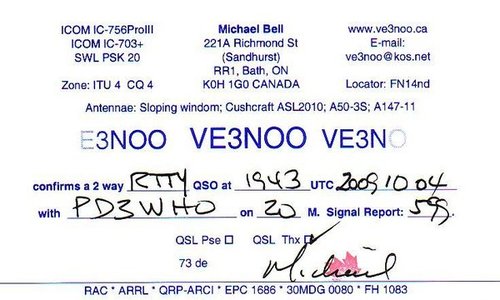 ICOM IC-756ProIII Michael Bell www.ve3noo.ca
ICOM IC-703+ 221A Richmond St E-mail:
SWL PSK 20 (Sandhurst) ve3noo@kos.net
RR1, Bath, ON
Zone: ITU 4 CQ 4 K0H 1G0 CANADA Locator: FN14nd
Antennae: Sloping windom; Cushcraft ASL2010; A50-3S; A147-11
E3NOO VE3NOO VE3NO
confirms a 2 way RTTY QSO at 1943 UTC 2009 10 04
with PD3WHO on 20 M. Signal Report: 599
QSL Pse QSL Thx
73 de Michael
RAC * ARRL * QRP-ARCI * EPC 1686 * 30MDG 0080 * FH 1083